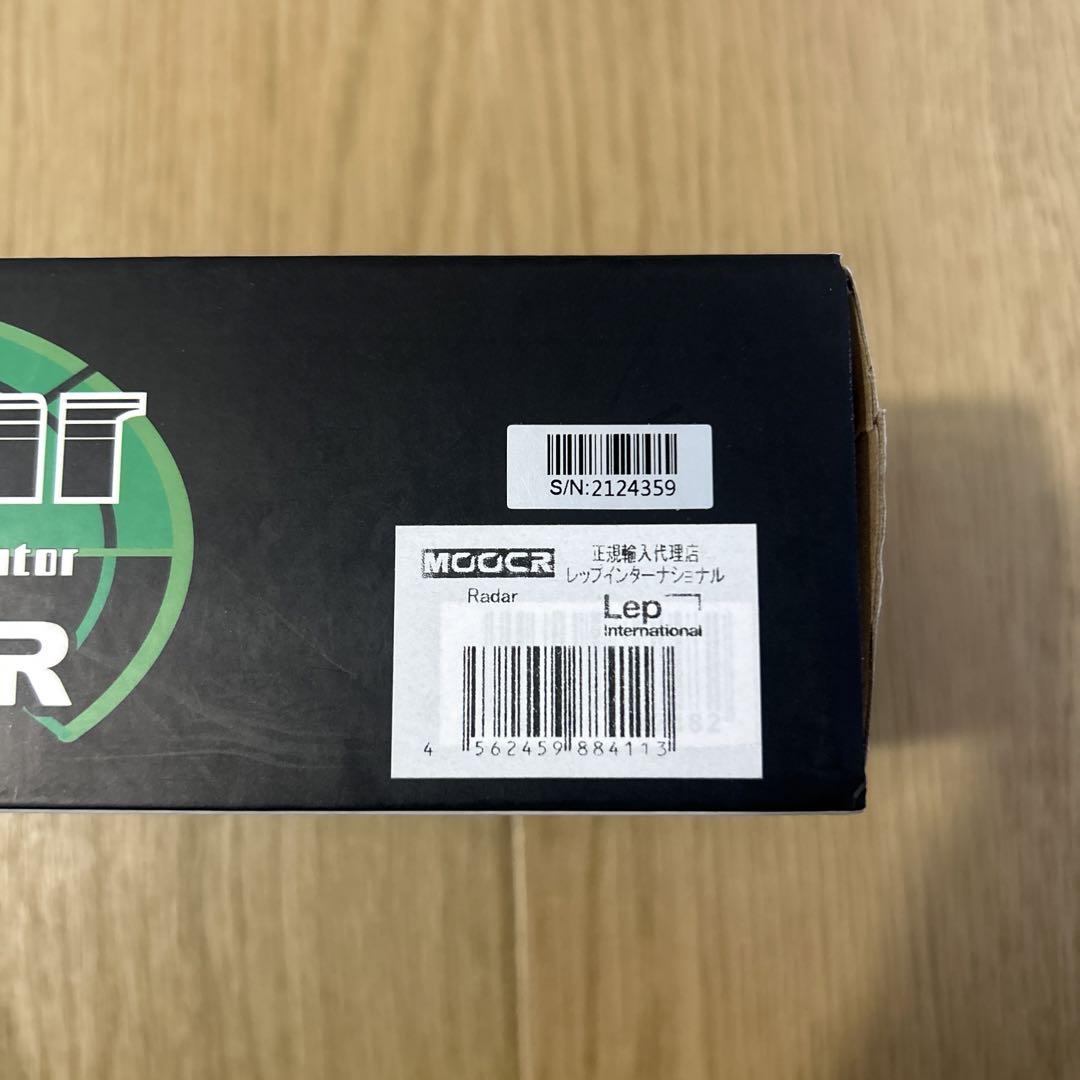 S/N:2124359
MOOER
正規輸入代理店
レップインターナショナル
Radar
Lep
International
4 562459 884113
R